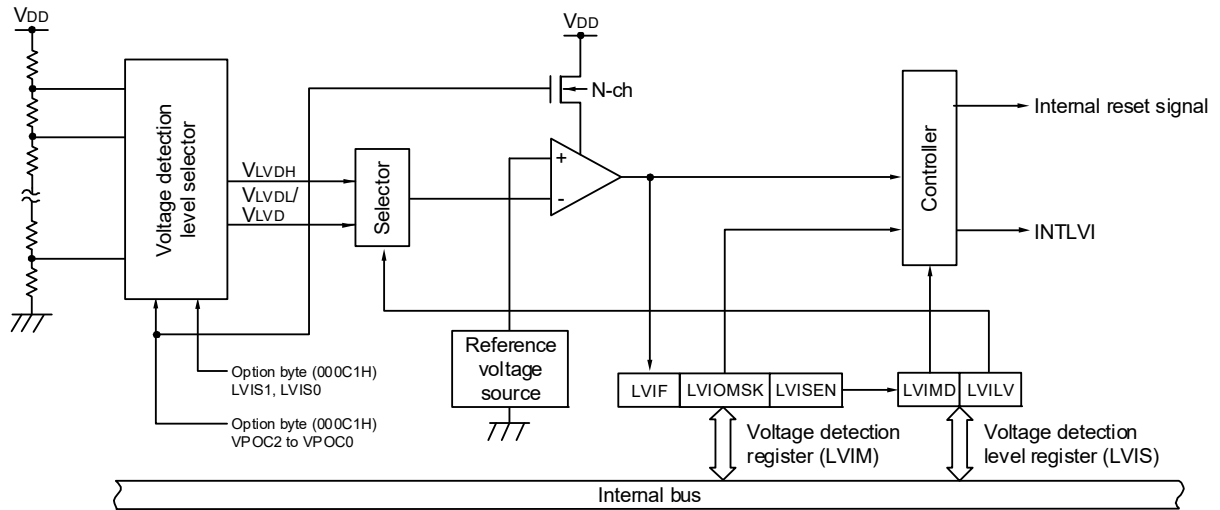 VDD
VDD
N-ch
Voltage detection
level selector
VLVDH
VLVDL/
VLVD
Selector
+
-
Controller
Internal reset signal
INTLVI
Reference
voltage
source
Option byte (000C1H)
LVIS1, LVIS0
Option byte (000C1H)
VPOC2 to VPOC0
LVIF
LVIOMSK
LVISEN
LVIMD
LVILV
Voltage detection
register (LVIM)
Voltage detection
level register (LVIS)
Internal bus